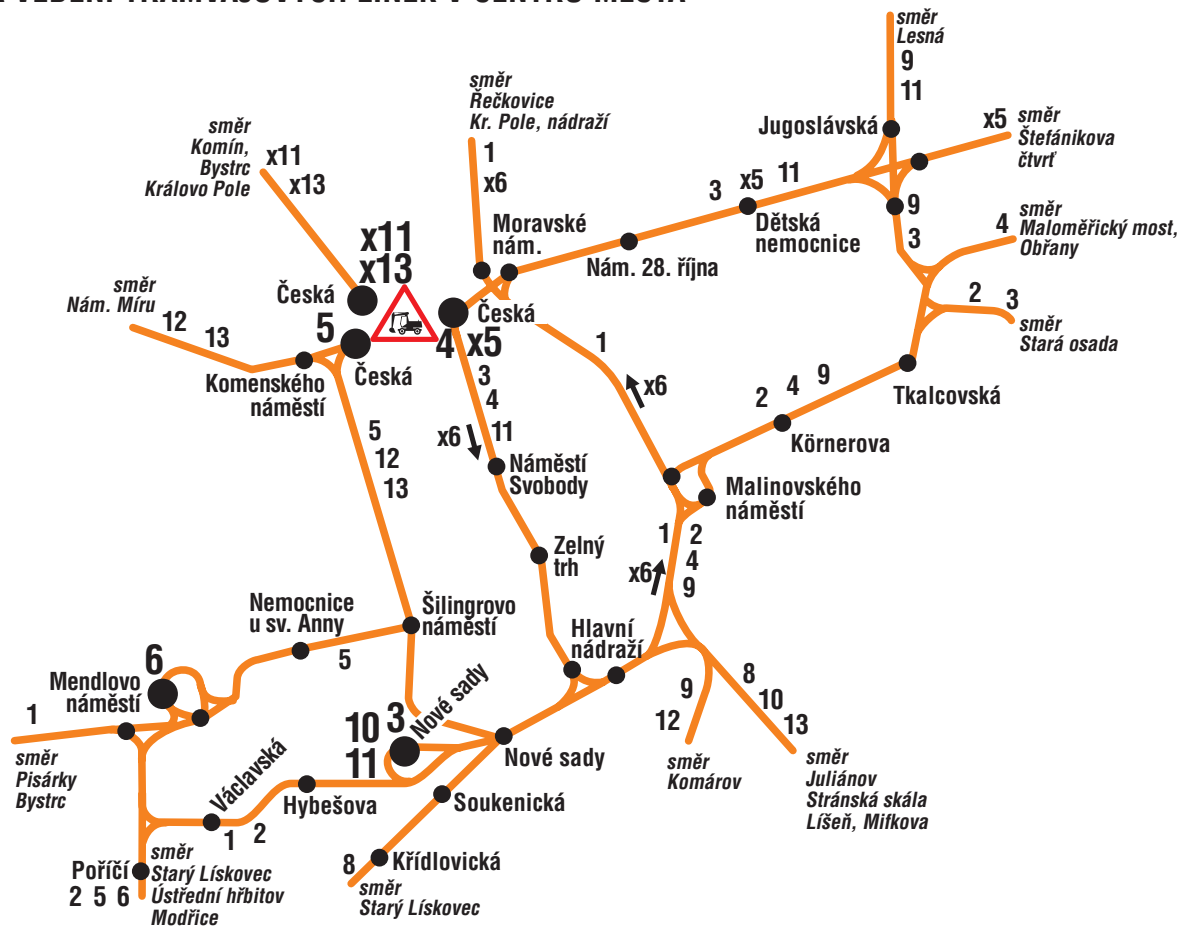 směr
Lesná
9
11
směr
Řečkovice
Kr. Pole, nádraží
1
x6
směr
Komín,
Bystrc
Královo Pole
x11
x13
Jugoslávská
x5
směr
Štefánikova
čtvrť
3
x5
11
Dětská
nemocnice
9
3
4
směr
Maloměřický most,
Obřany
Moravské
nám.
Nám. 28. října
x11
x13
Česká
Česká
směr
Nám. Míru
12
13
5
Česká
4
x5
2
3
směr
Stará osada
Komenského
náměstí
3
4
11
x6
1
x6
2
4
9
Tkalcovská
Körnerova
5
12
13
Náměstí
Svobody
Malinovského
náměstí
Zelný
trh
1
2
4
9
x6
Nemocnice
u sv. Anny
Šilingrovo
náměstí
5
Hlavní
nádraží
6
Mendlovo
náměstí
1
směr
Pisárky
Bystrc
Nové sady
10
3
11
Nové sady
9
12
8
10
13
směr
Komárov
směr
Juliánov
Stránská skála
Líšeň, Mifkova
Václavská
Hybešova
Soukenická
1
2
Poříčí
2 5 6
směr
Starý Lískovec
Ústřední hřbitov
Modřice
8
Křídlovická
směr
Starý Lískovec